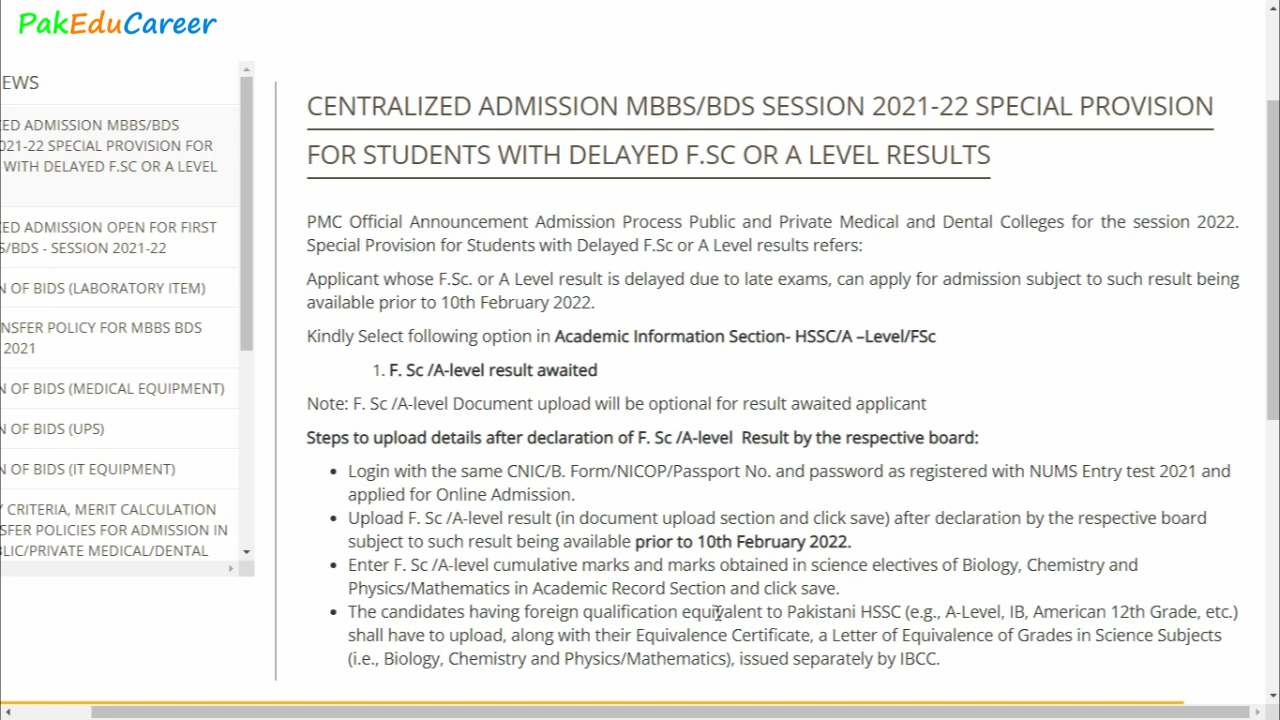 PakEduCareer
EWS
ZED ADMISSION MBBS/BDS
021-22 SPECIAL PROVISION FOR
WITH DELAYED F.SC OR A LEVEL
ZED ADMISSION OPEN FOR FIRST
S/BDS - SESSION 2021-22
N OF BIDS (LABORATORY ITEM)
NSFER POLICY FOR MBBS BDS
2021
N OF BIDS (MEDICAL EQUIPMENT)
N OF BIDS (UPS)
N OF BIDS (IT EQUIPMENT)
Y CRITERIA, MERIT CALCULATION
SFER POLICIES FOR ADMISSION IN
BLIC/PRIVATE MEDICAL/DENTAL
CENTRALIZED ADMISSION MBBS/BDS SESSION 2021-22 SPECIAL PROVISION
FOR STUDENTS WITH DELAYED F.SC OR A LEVEL RESULTS
PMC Official Announcement Admission Process Public and Private Medical and Dental Colleges for the session 2022.
Special Provision for Students with Delayed F.Sc or A Level results refers:
Applicant whose F.Sc. or A Level result is delayed due to late exams, can apply for admission subject to such result being
available prior to 10th February 2022.
Kindly Select following option in Academic Information Section- HSSC/A –Level/FSc
1. F. Sc /A-level result awaited
Note: F. Sc /A-level Document upload will be optional for result awaited applicant
Steps to upload details after declaration of F. Sc /A-level Result by the respective board:
• Login with the same CNIC/B. Form/NICOP/Passport No. and password as registered with NUMS Entry test 2021 and
applied for Online Admission.
• Upload F. Sc /A-level result (in document upload section and click save) after declaration by the respective board
subject to such result being available prior to 10th February 2022.
• Enter F. Sc /A-level cumulative marks and marks obtained in science electives of Biology, Chemistry and
Physics/Mathematics in Academic Record Section and click save.
• The candidates having foreign qualification equivalent to Pakistani HSSC (e.g., A-Level, IB, American 12th Grade, etc.)
shall have to upload, along with their Equivalence Certificate, a Letter of Equivalence of Grades in Science Subjects
(i.e., Biology, Chemistry and Physics/Mathematics), issued separately by IBCC.